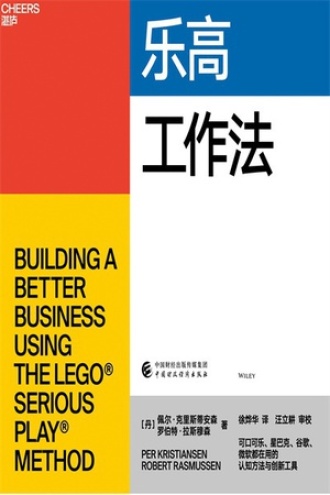 CHEERS
湛庐
乐高
工作法
BUILDING A
BETTER
BUSINESS
USING
THE LEGO®
SERIOUS
PLAY®
METHOD
中国财经出版传媒集团
中国财政经济出版社
WILEY
[丹] 佩尔·克里斯蒂安森
罗伯特·拉斯穆森 著
徐烨华 译 汪立耕 审校
PER KRISTIANSEN
ROBERT RASMUSSEN
可口可乐、星巴克、谷歌、
微软都在用的
认知方法与创新工具